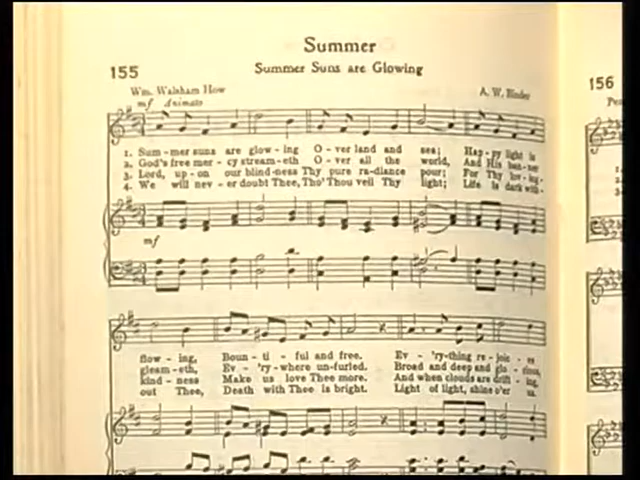 Summer
155
Summer Suns are Glowing
156
Wm. Walsham How
A. W. Binder
mf Animato
1. Sum-mer suns are glow-ing O-ver land and sea; Hap-py light is
2. God's free mer-cy stream-eth O-ver all the world, And His ban-ner
3. Lord, up-on our blind-ness Thy pure ra-diance pour; For Thy lov-ing-
4. We will nev-er doubt Thee, Tho' Thou veil Thy light; Life is dark with-
mf
flow-ing, Boun-ti-ful and free. Ev-'ry-thing re-joic-es
gleam-eth, Ev-'ry-where un-furled. Broad and deep and glo-rious,
kind-ness Make us love Thee more. And when clouds are drift-ing,
out Thee, Death with Thee is bright. Light of light, shine o'er us